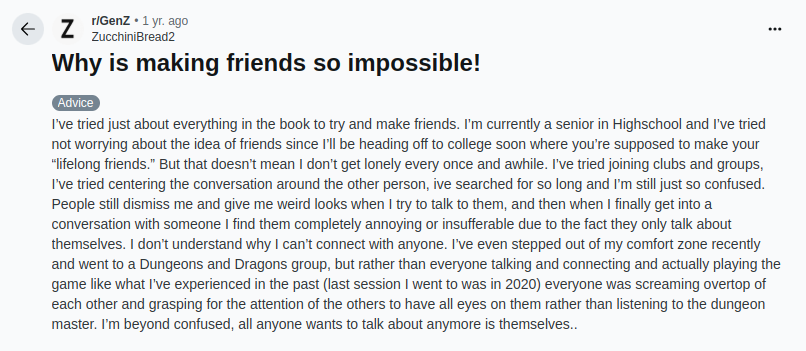 r/GenZ • 1 yr. ago
ZucchiniBread2
Why is making friends so impossible!
Advice
I’ve tried just about everything in the book to try and make friends. I’m currently a senior in Highschool and I’ve tried
not worrying about the idea of friends since I’ll be heading off to college soon where you’re supposed to make your
“lifelong friends.” But that doesn’t mean I don’t get lonely every once and awhile. I’ve tried joining clubs and groups,
I’ve tried centering the conversation around the other person, ive searched for so long and I’m still just so confused.
People still dismiss me and give me weird looks when I try to talk to them, and then when I finally get into a
conversation with someone I find them completely annoying or insufferable due to the fact they only talk about
themselves. I don’t understand why I can’t connect with anyone. I’ve even stepped out of my comfort zone recently
and went to a Dungeons and Dragons group, but rather than everyone talking and connecting and actually playing the
game like what I’ve experienced in the past (last session I went to was in 2020) everyone was screaming overtop of
each other and grasping for the attention of the others to have all eyes on them rather than listening to the dungeon
master. I’m beyond confused, all anyone wants to talk about anymore is themselves..